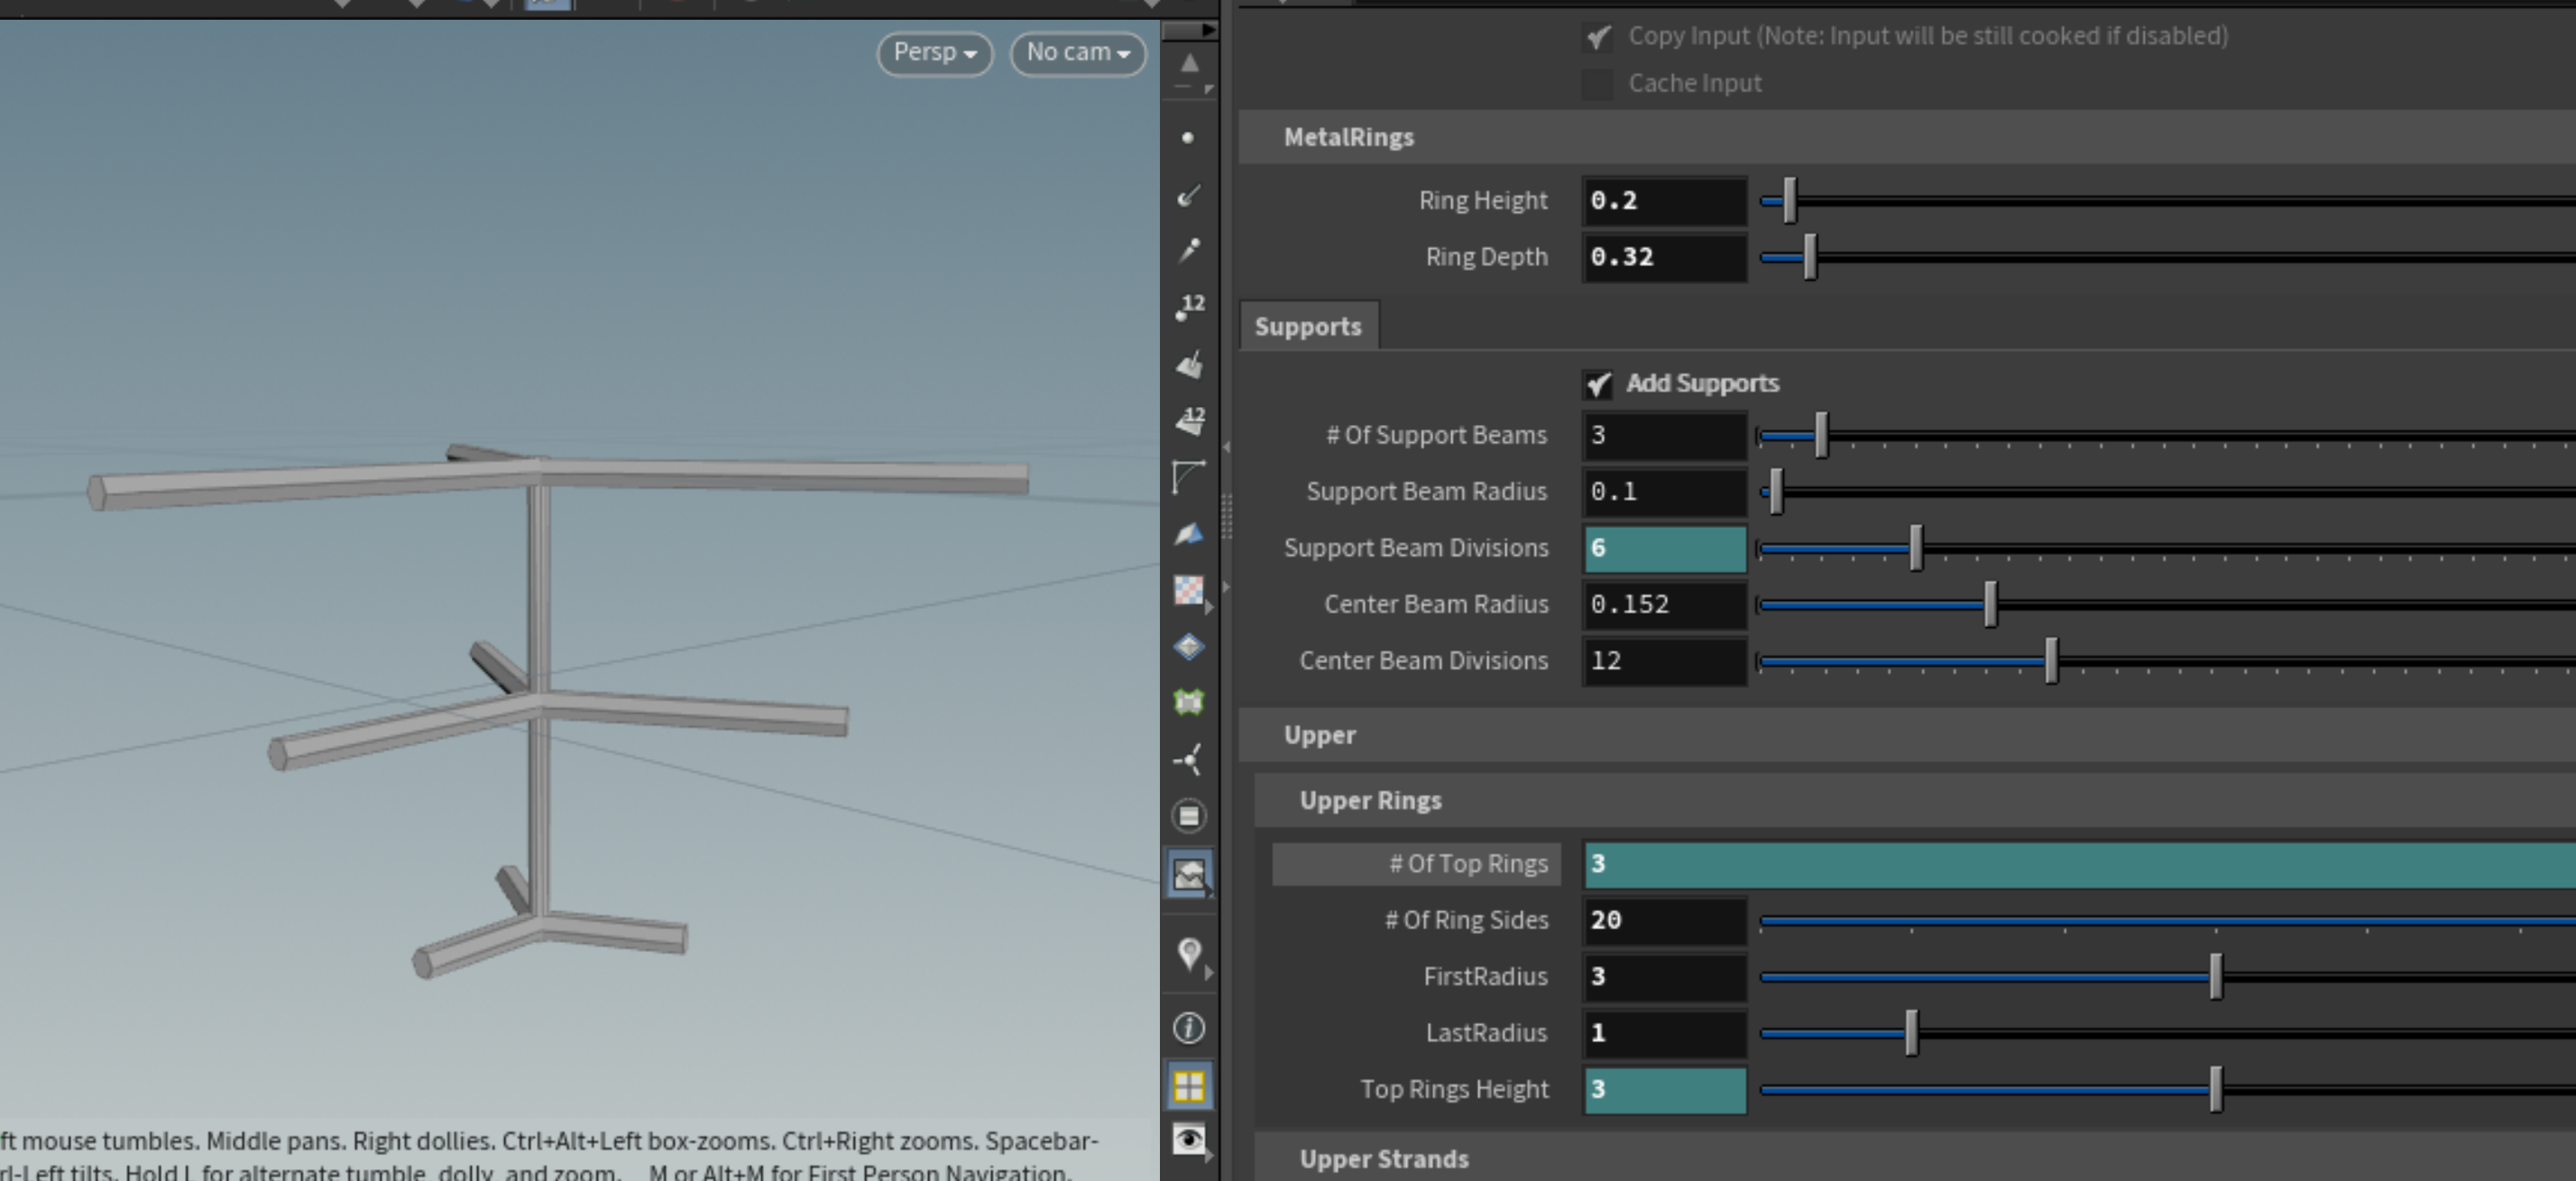 Persp
No cam
12
12
ft mouse tumbles. Middle pans. Right dollies. Ctrl+Alt+Left box-zooms. Ctrl+Right zooms. Spacebar-
rl-Left tilts. Hold L for alternate tumble, dolly, and zoom. M or Alt+M for First Person Navigation.
Copy Input (Note: Input will be still cooked if disabled)
Cache Input
MetalRings
Ring Height 0.2
Ring Depth 0.32
Supports
Add Supports
# Of Support Beams 3
Support Beam Radius 0.1
Support Beam Divisions 6
Center Beam Radius 0.152
Center Beam Divisions 12
Upper
Upper Rings
# Of Top Rings 3
# Of Ring Sides 20
FirstRadius 3
LastRadius 1
Top Rings Height 3
Upper Strands